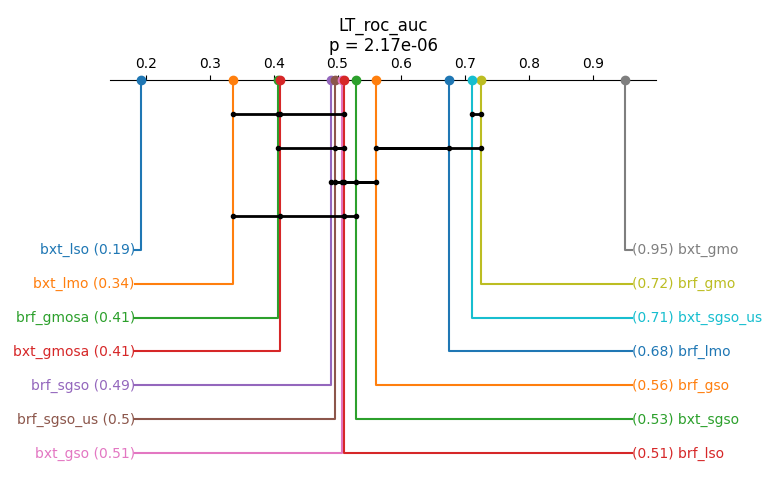 LT_roc_auc
p = 2.17e-06
0.2 0.3 0.4 0.5 0.6 0.7 0.8 0.9
bxt_lso (0.19) (0.95) bxt_gmo
bxt_lmo (0.34) (0.72) brf_gmo
brf_gmosa (0.41) (0.71) bxt_sgso_us
bxt_gmosa (0.41) (0.68) brf_lmo
brf_sgso (0.49) (0.56) brf_gso
brf_sgso_us (0.5) (0.53) bxt_sgso
bxt_gso (0.51) (0.51) brf_lso